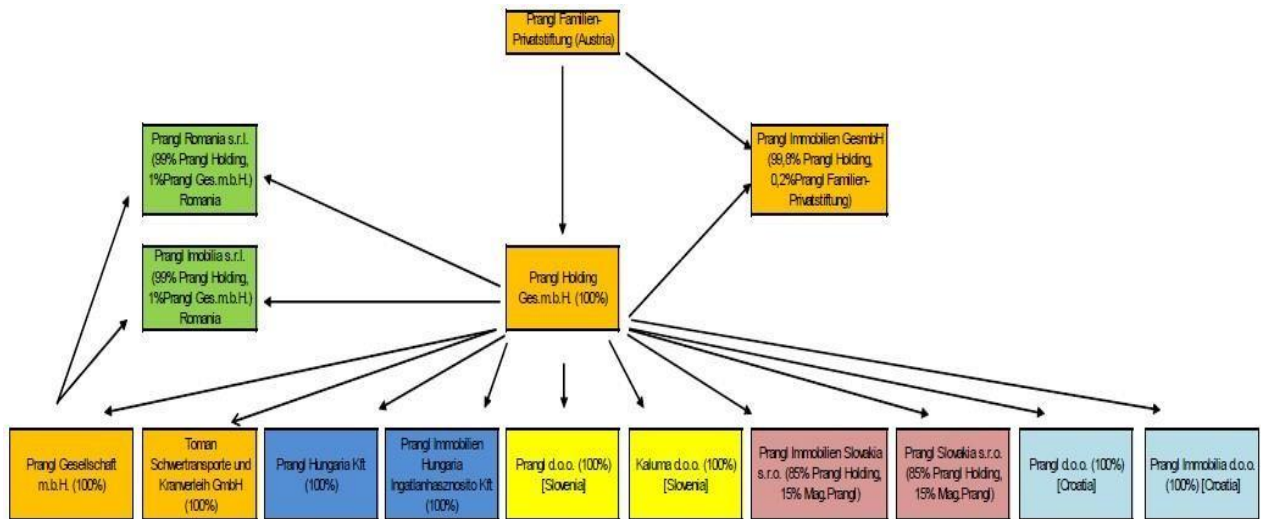 Prangl Familien-
Privatstiftung (Austria)
Prangl Romania s.r.l.
(99% Prangl Holding,
1%Prangl Ges.m.b.H.)
Romania
Prangl Immobilien GesmbH
(99,8% Prangl Holding,
0,2%Prangl Familien-
Privatstiftung)
Prangl Imobilia s.r.l.
(99% Prangl Holding,
1%Prangl Ges.m.b.H.)
Romania
Prangl Holding
Ges.m.b.H. (100%)
Prangl Gesellschaft
m.b.H. (100%)
Toman
Schwertransporte und
Kranverleih GmbH
(100%)
Prangl Hungaria Kft
(100%)
Prangl Immobilien
Hungaria
Ingatlanhasznosito Kft
(100%)
Prangl d.o.o. (100%)
[Slovenia]
Kaluma d.o.o. (100%)
[Slovenia]
Prangl Immobilien Slovakia
s.r.o. (85% Prangl Holding,
15% Mag.Prangl)
Prangl Slovakia s.r.o.
(85% Prangl Holding,
15% Mag.Prangl)
Prangl d.o.o. (100%)
[Croatia]
Prangl Immobilia d.o.o.
(100%) [Croatia]